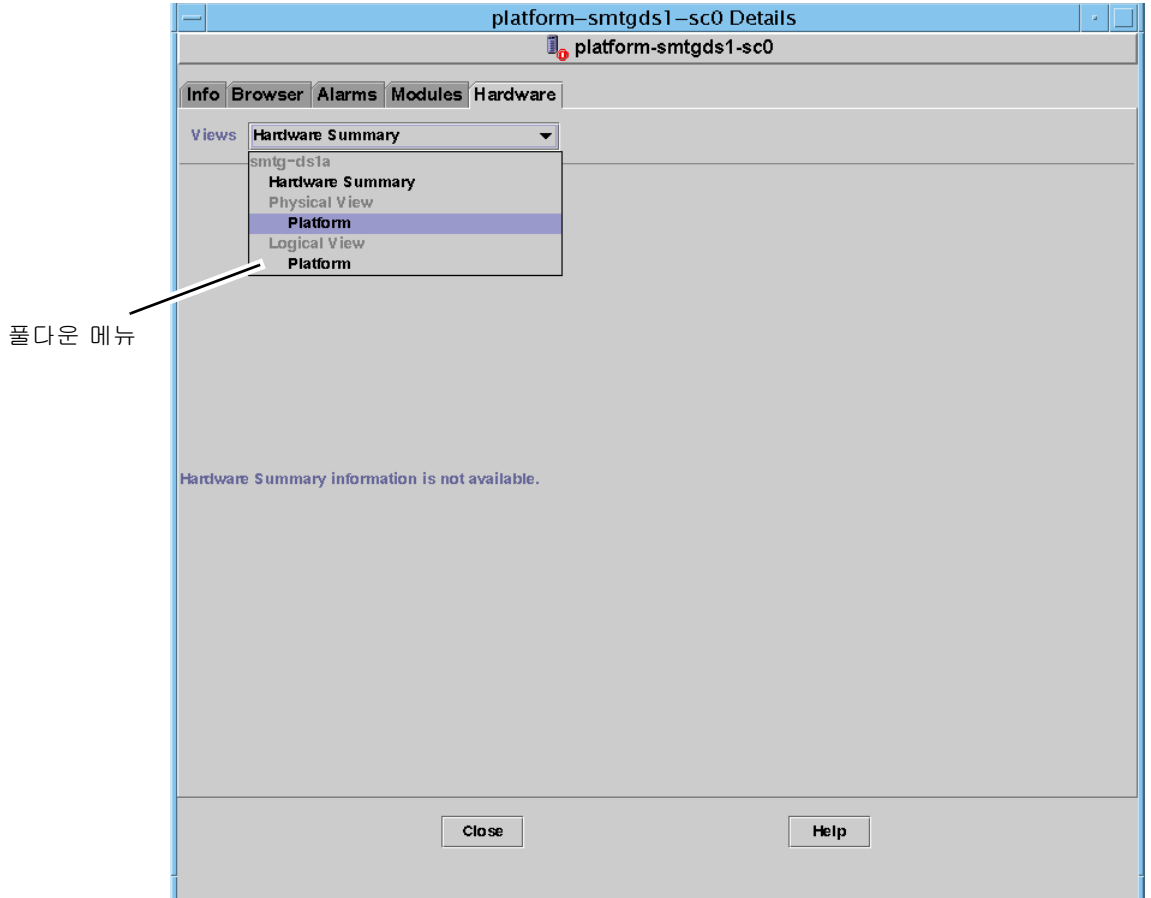 platform–smtgds1–sc0 Details
platform-smtgds1-sc0
Info Browser Alarms Modules Hardware
Views Hardware Summary
smtg-ds1a
Hardware Summary
Physical View
Platform
Logical View
Platform
풀다운 메뉴
Hardware Summary information is not available.
Close Help